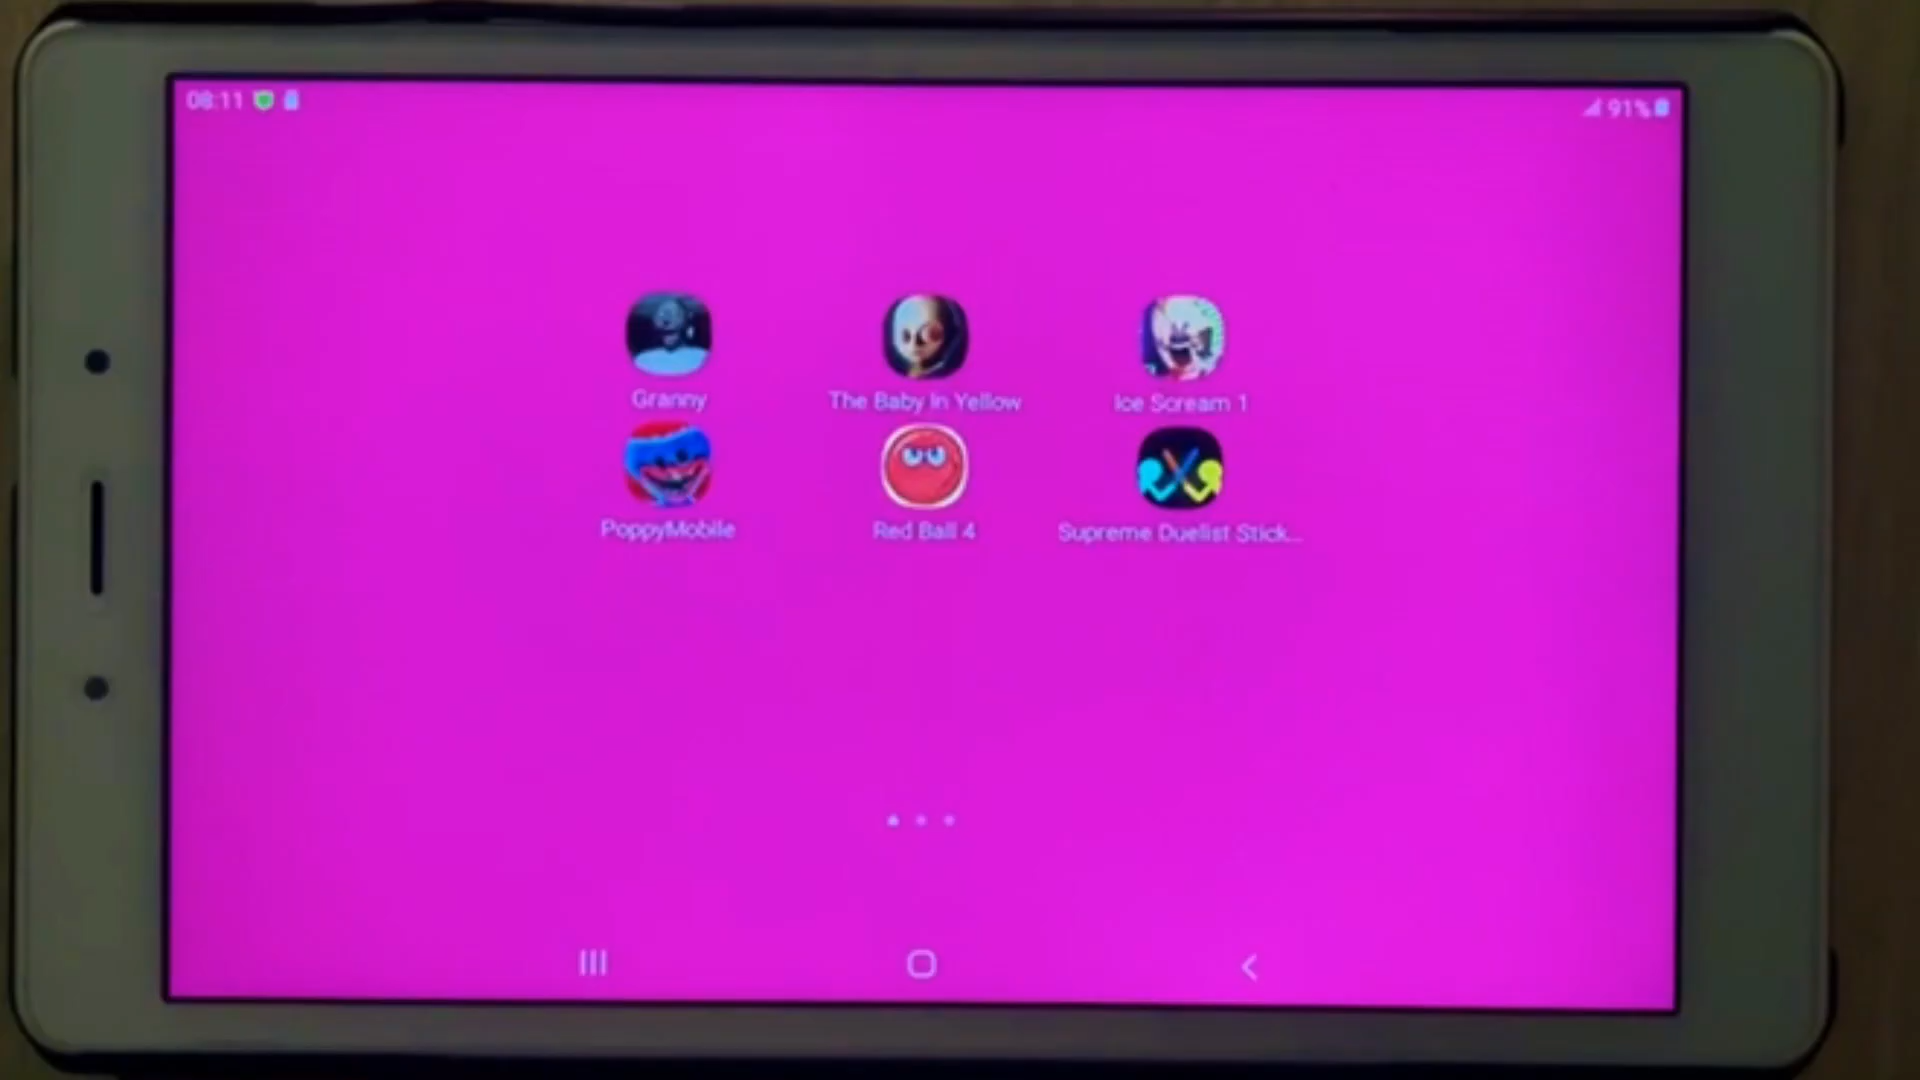 08:11
91%
Granny
The Baby In Yellow
Ice Scream 1
PoppyMobile
Red Ball 4
Supreme Duelist Stick...